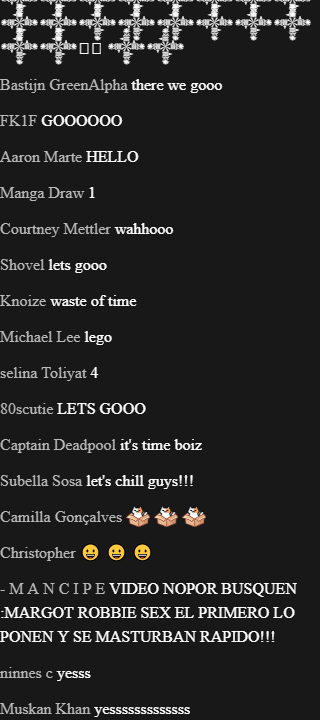 Bastijn GreenAlpha there we gooo
FK1F GOOOOOO
Aaron Marte HELLO
Manga Draw 1
Courtney Mettler wahhooo
Shovel lets gooo
Knoize waste of time
Michael Lee lego
selina Toliyat 4
80scutie LETS GOOO
Captain Deadpool it's time boiz
Subella Sosa let's chill guys!!!
Camilla Gonçalves
Christopher
- M A N C I P E VIDEO NOPOR BUSQUEN
:MARGOT ROBBIE SEX EL PRIMERO LO
PONEN Y SE MASTURBAN RAPIDO!!!
ninnes c yesss
Muskan Khan yesssssssssssss